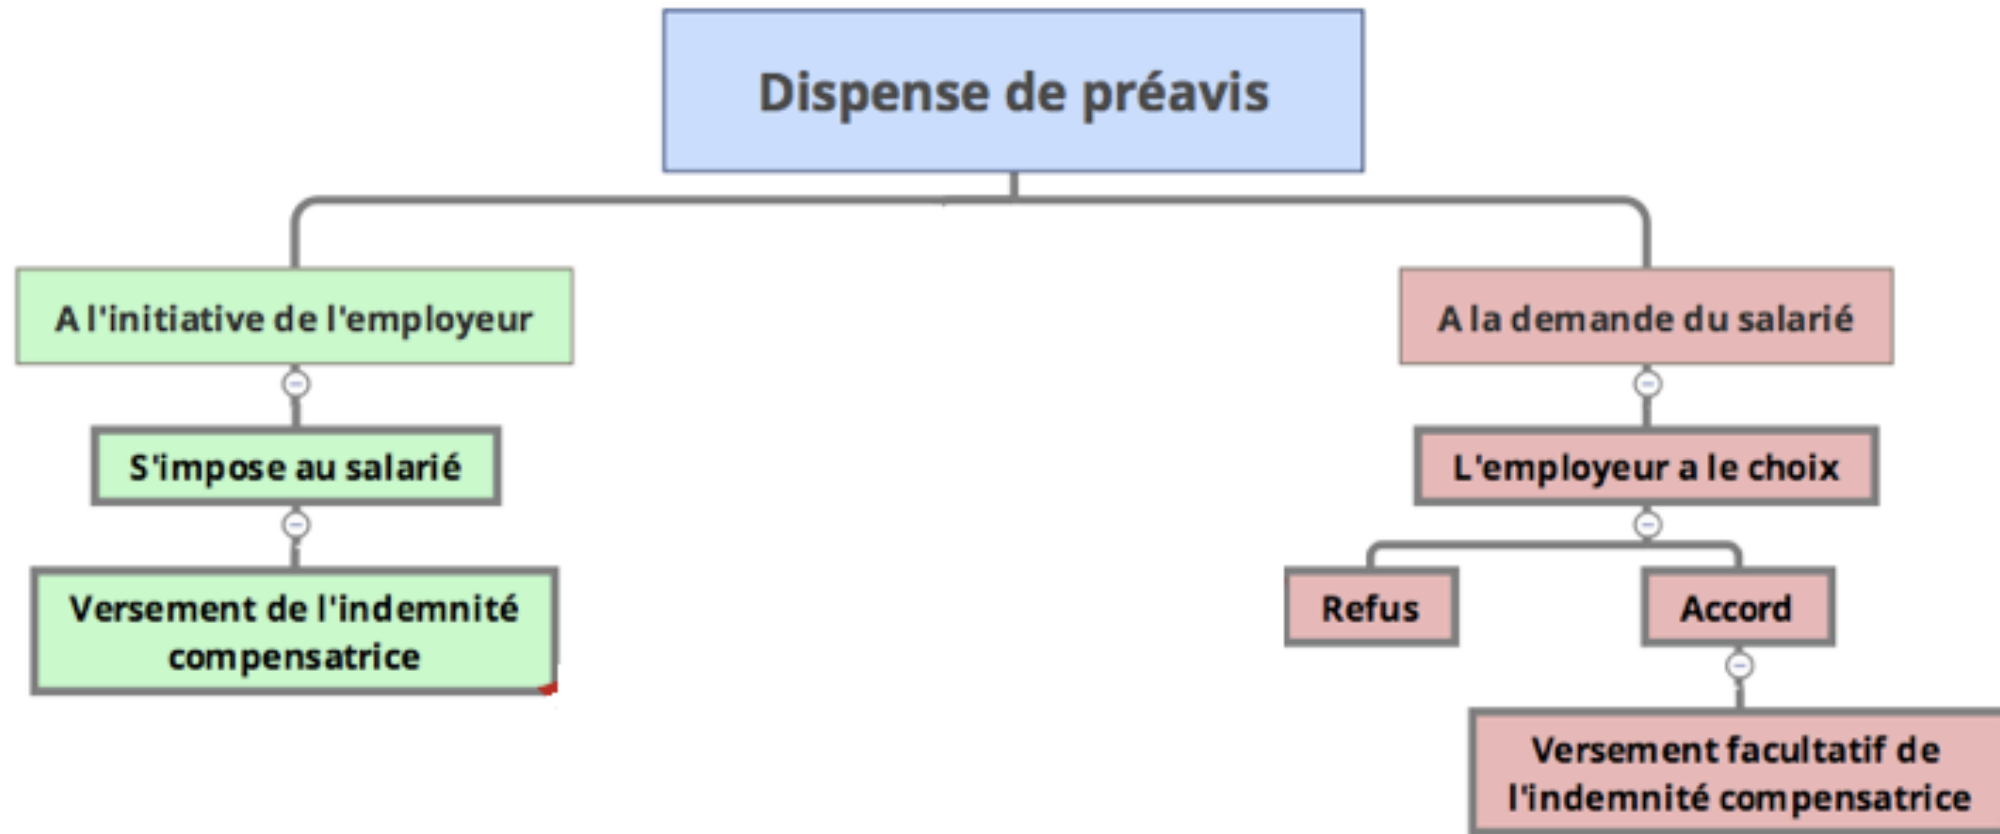 Dispense de préavis
A l'initiative de l'employeur
A la demande du salarié
S'impose au salarié
L'employeur a le choix
Versement de l'indemnité
compensatrice
Refus
Accord
Versement facultatif de
l'indemnité compensatrice